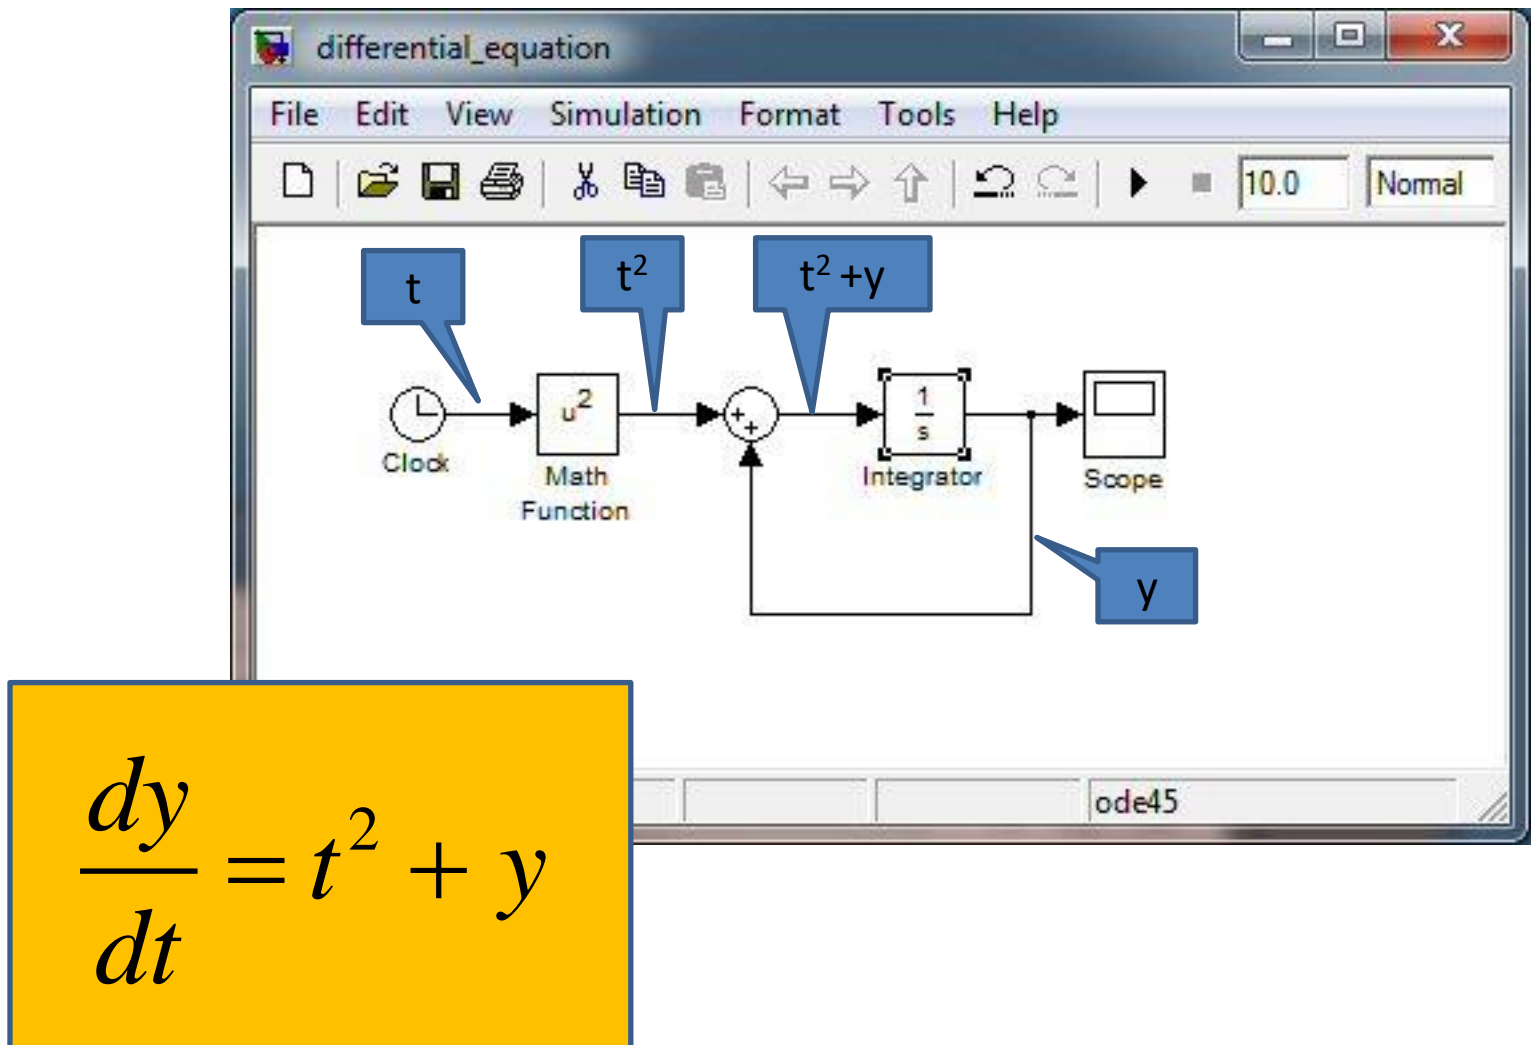 differential_equation
File Edit View Simulation Format Tools Help
10.0 Normal
t
t²
t² +y
u²
+
+
1
s
Clock
Math
Function
Integrator
Scope
y
ode45
dy/dt = t² + y